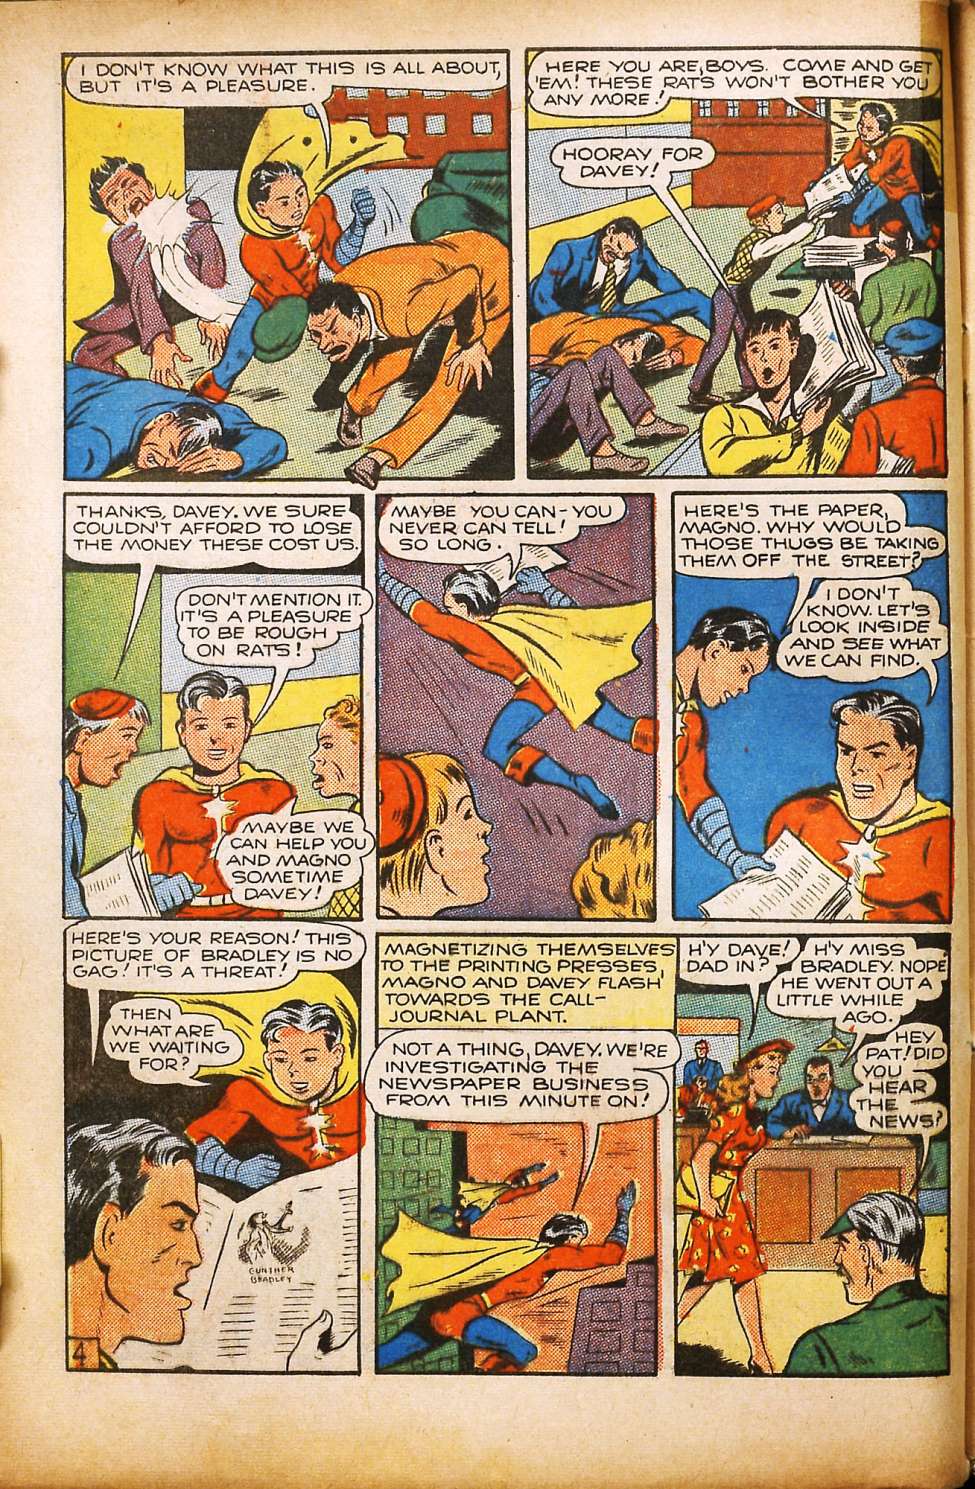 I DON'T KNOW WHAT THIS IS ALL ABOUT,
BUT IT'S A PLEASURE.
HERE YOU ARE, BOYS. COME AND GET
'EM! THESE RATS WON'T BOTHER YOU
ANY MORE!
HOORAY FOR
DAVEY!
THANKS, DAVEY. WE SURE
COULDN'T AFFORD TO LOSE
THE MONEY THESE COST US.
DON'T MENTION IT.
IT'S A PLEASURE
TO BE ROUGH
ON RATS!
MAYBE WE
CAN HELP YOU
AND MAGNO
SOMETIME
DAVEY!
MAYBE YOU CAN-YOU
NEVER CAN TELL!
SO LONG.
HERE'S THE PAPER,
MAGNO. WHY WOULD
THOSE THUGS BE TAKING
THEM OFF THE STREET?
I DON'T
KNOW. LET'S
LOOK INSIDE
AND SEE WHAT
WE CAN FIND.
HERE'S YOUR REASON! THIS
PICTURE OF BRADLEY IS NO
GAG! IT'S A THREAT!
THEN
WHAT ARE
WE WAITING
FOR?
GUNTHER
BRADLEY
4
MAGNETIZING THEMSELVES
TO THE PRINTING PRESSES,
MAGNO AND DAVEY FLASH
TOWARDS THE CALL-
JOURNAL PLANT.
NOT A THING, DAVEY. WE'RE
INVESTIGATING THE
NEWSPAPER BUSINESS
FROM THIS MINUTE ON!
H'Y DAVE!
DAD IN?
H'Y MISS
BRADLEY. NOPE
HE WENT OUT A
LITTLE WHILE
AGO.
HEY
PAT! DID
YOU
HEAR
THE
NEWS?